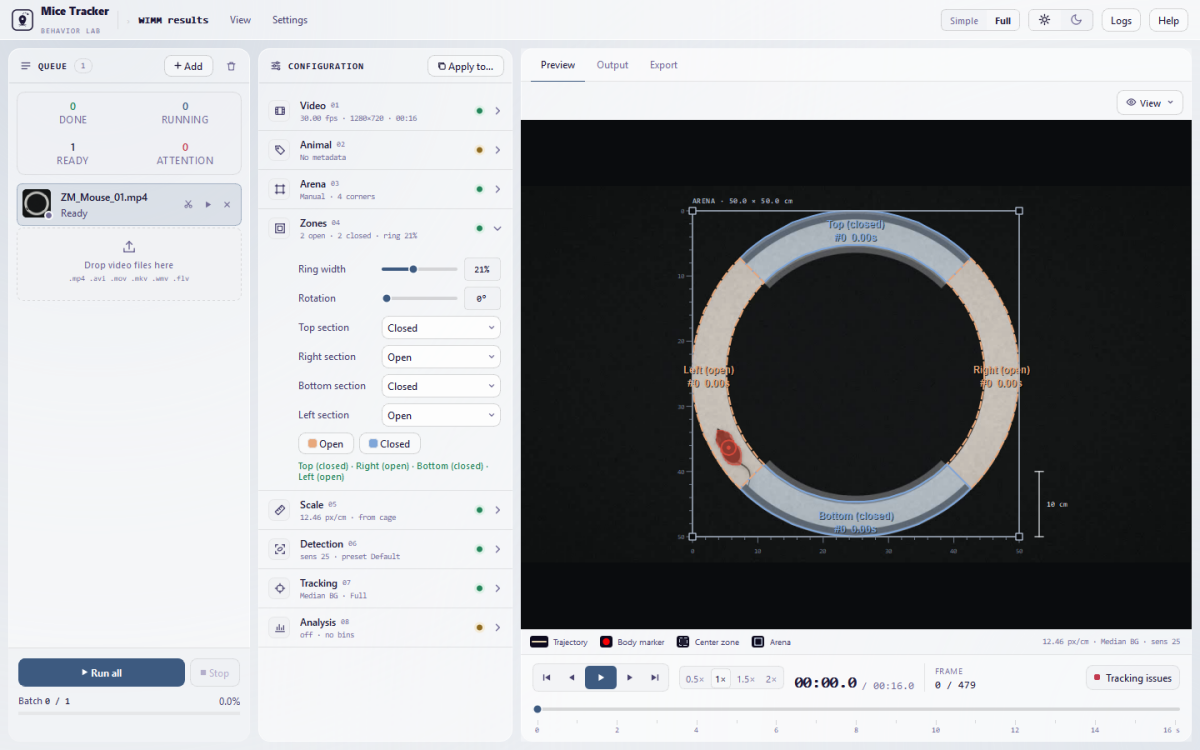 Mice Tracker
BEHAVIOR LAB
WIMM results
View
Settings
Simple
Full
Logs
Help
QUEUE 1
+ Add
0
DONE
0
RUNNING
1
READY
0
ATTENTION
ZM_Mouse_01.mp4
Ready
Drop video files here
.mp4 .avi .mov .mkv .wmv .flv
Run all
Stop
Batch 0 / 1
0.0%
CONFIGURATION
Apply to...
Video 01
30.00 fps · 1280×720 · 00:16
Animal 02
No metadata
Arena 03
Manual · 4 corners
Zones 04
2 open · 2 closed · ring 21%
Ring width
21%
Rotation
0°
Top section
Closed
Right section
Open
Bottom section
Closed
Left section
Open
Open
Closed
Top (closed) · Right (open) · Bottom (closed) ·
Left (open)
Scale 05
12.46 px/cm · from cage
Detection 06
sens 25 · preset Default
Tracking 07
Median BG · Full
Analysis 08
off · no bins
Preview
Output
Export
View
ARENA · 50.0 × 50.0 cm
Top (closed)
#0 0.00s
Left (open)
#0 0.00s
Right (open)
#0 0.00s
Bottom (closed)
#0 0.00s
0
10
20
30
40
50
0
10
20
30
40
50
10 cm
Trajectory
Body marker
Center zone
Arena
12.46 px/cm · Median BG · sens 25
0.5×
1×
1.5×
2×
00:00.0 / 00:16.0
FRAME
0 / 479
Tracking issues
0
2
4
6
8
10
12
14
16 s